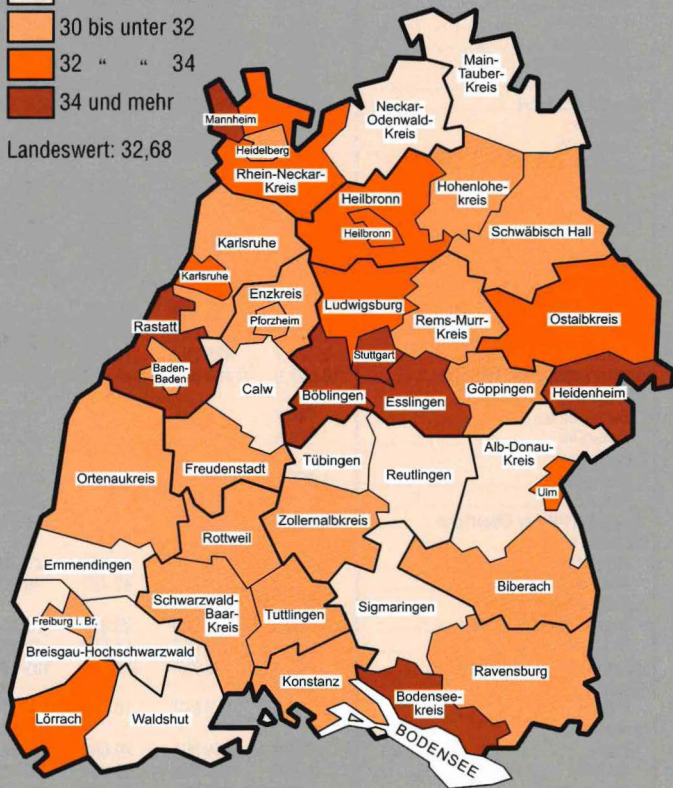 30 bis unter 32
32 “ “ 34
34 und mehr
Landeswert: 32,68
Main-
Tauber-
Kreis
Neckar-
Odenwald-
Kreis
Mannheim
Heidelberg
Rhein-Neckar-
Kreis
Heilbronn
Heilbronn
Hohenlohe-
kreis
Schwäbisch Hall
Karlsruhe
Karlsruhe
Enzkreis
Pforzheim
Ludwigsburg
Rems-Murr-
Kreis
Ostalbkreis
Rastatt
Baden-
Baden
Calw
Böblingen
Stuttgart
Esslingen
Göppingen
Heidenheim
Ortenaukreis
Freudenstadt
Tübingen
Reutlingen
Alb-Donau-
Kreis
Ulm
Rottweil
Zollernalbkreis
Emmendingen
Schwarzwald-
Baar-
Kreis
Tuttlingen
Sigmaringen
Biberach
Freiburg i. Br.
Breisgau-Hochschwarzwald
Konstanz
Bodensee-
kreis
Ravensburg
Lörrach
Waldshut
BODENSEE